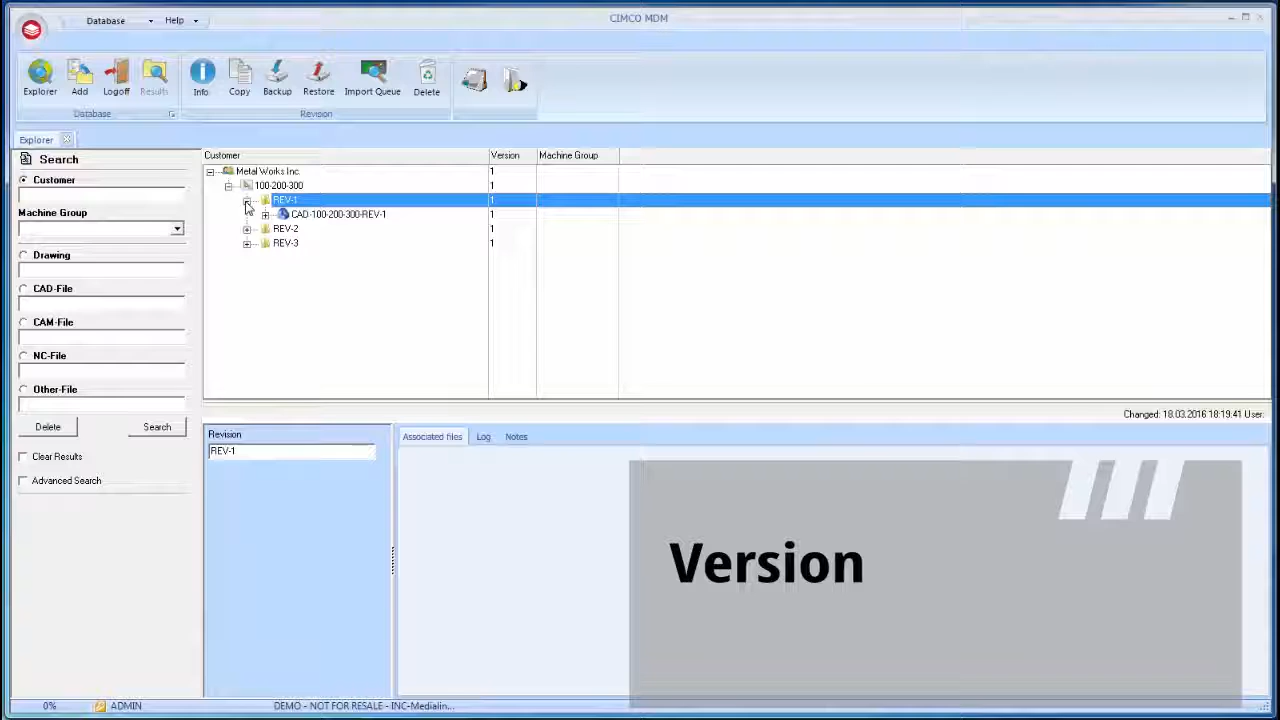 CIMCO MDM
Database Help
Explorer Add Logoff Results Info Copy Backup Restore Import Queue Delete
Database Revision
Explorer
Search
Customer
Machine Group
Drawing
CAD-File
CAM-File
NC-File
Other-File
Delete Search
Clear Results
Advanced Search
Customer Version Machine Group
Metal Works Inc. 1
100-200-300 1
REV-1 1
CAD-100-200-300-REV-1 1
REV-2 1
REV-3 1
Changed: 18.03.2016 18:19:41 User:
Revision
REV-1
Associated files Log Notes
Version
0% ADMIN DEMO - NOT FOR RESALE - INC-Medialin...